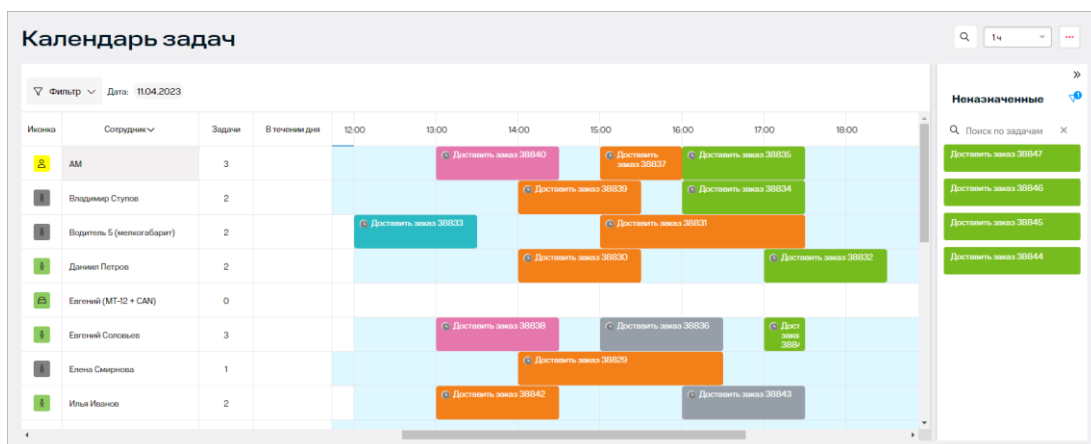 Календарь задач
1 ч
Фильтр Дата: 11.04.2023
Неназначенные 1
Иконка Сотрудник Задачи В течении дня 12:00 13:00 14:00 15:00 16:00 17:00 18:00
Поиск по задачам
AM 3 Доставить заказ 38840 Доставить заказ 38837 Доставить заказ 38835
Владимир Ступов 2 Доставить заказ 38839 Доставить заказ 38834
Водитель 5 (мелкогабарит) 2 Доставить заказ 38833 Доставить заказ 38831
Даниил Петров 2 Доставить заказ 38830 Доставить заказ 38832
Евгений (МТ-12 + CAN) 0
Евгений Соловьев 3 Доставить заказ 38838 Доставить заказ 38836 Дост зака 3884
Елена Смирнова 1 Доставить заказ 38829
Илья Иванов 2 Доставить заказ 38842 Доставить заказ 38843
Доставить заказ 38847
Доставить заказ 38846
Доставить заказ 38845
Доставить заказ 38844